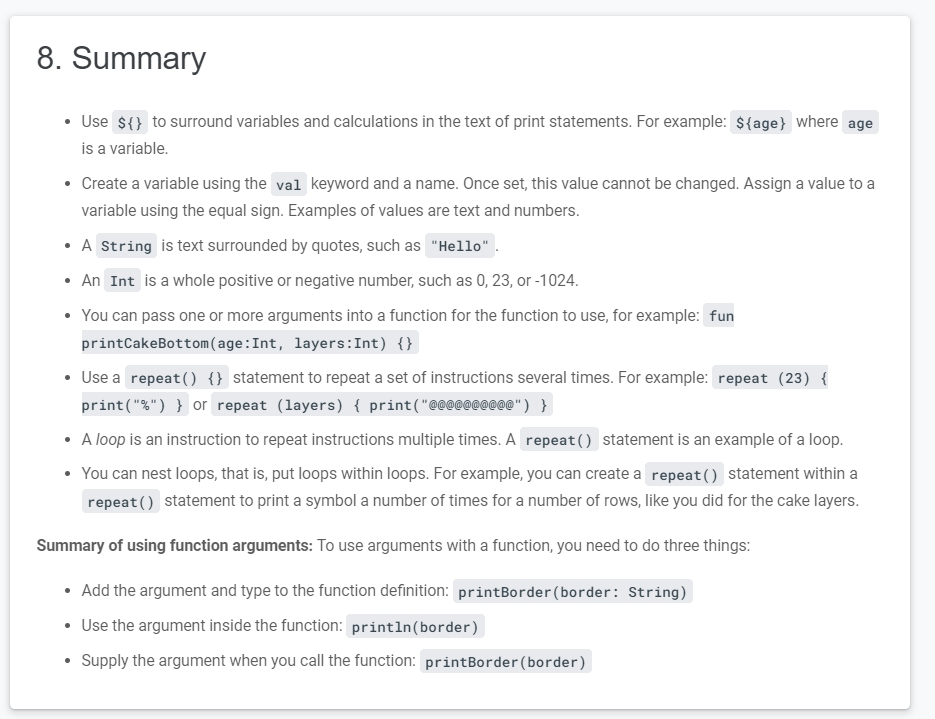 8. Summary
Use ${} to surround variables and calculations in the text of print statements. For example: ${age} where age
is a variable.
Create a variable using the val keyword and a name. Once set, this value cannot be changed. Assign a value to a
variable using the equal sign. Examples of values are text and numbers.
A String is text surrounded by quotes, such as "Hello".
An Int is a whole positive or negative number, such as 0, 23, or -1024.
You can pass one or more arguments into a function for the function to use, for example: fun
printCakeBottom(age:Int, layers:Int) {}
Use a repeat() {} statement to repeat a set of instructions several times. For example: repeat (23) {
print("%") } or repeat (layers) { print("@@@@@@@@@@") }
A loop is an instruction to repeat instructions multiple times. A repeat() statement is an example of a loop.
You can nest loops, that is, put loops within loops. For example, you can create a repeat() statement within a
repeat() statement to print a symbol a number of times for a number of rows, like you did for the cake layers.
Summary of using function arguments: To use arguments with a function, you need to do three things:
Add the argument and type to the function definition: printBorder(border: String)
Use the argument inside the function: println(border)
Supply the argument when you call the function: printBorder(border)